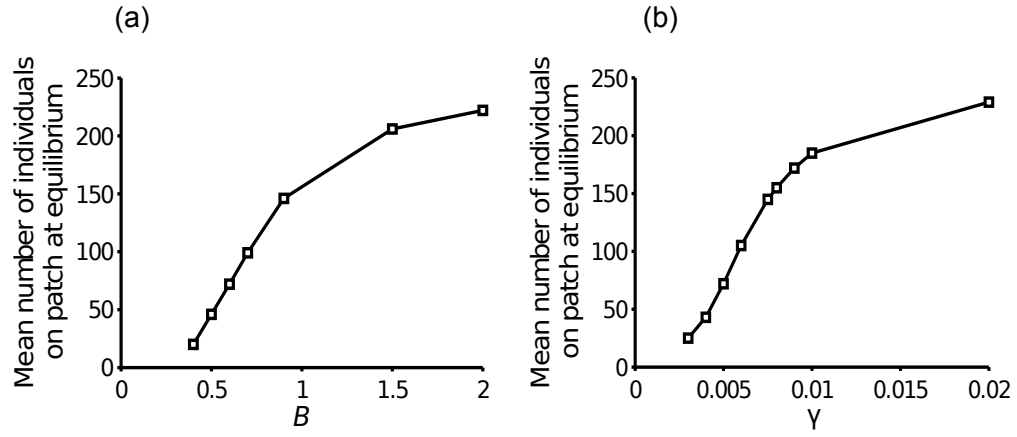 (a)
Mean number of individuals
on patch at equilibrium
250
200
150
100
50
0
0
0.5
1
1.5
2
B
(b)
Mean number of individuals
on patch at equilibrium
250
200
150
100
50
0
0
0.005
0.01
0.015
0.02
γ